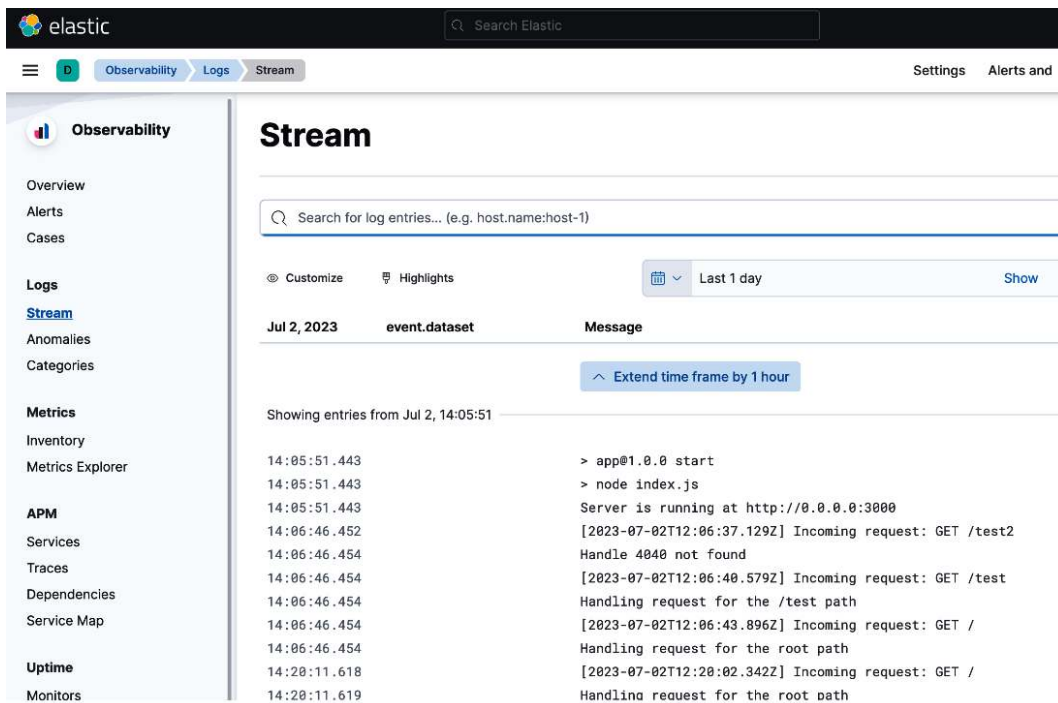 elastic
Search Elastic
D
Observability
Logs
Stream
Settings
Alerts and
Observability
Overview
Alerts
Cases
Logs
Stream
Anomalies
Categories
Metrics
Inventory
Metrics Explorer
APM
Services
Traces
Dependencies
Service Map
Uptime
Monitors
Stream
Search for log entries... (e.g. host.name:host-1)
Customize
Highlights
Last 1 day
Show
Jul 2, 2023 event.dataset Message
Extend time frame by 1 hour
Showing entries from Jul 2, 14:05:51
14:05:51.443 > app@1.0.0 start
14:05:51.443 > node index.js
14:05:51.443 Server is running at http://0.0.0.0:3000
14:06:46.452 [2023-07-02T12:06:37.129Z] Incoming request: GET /test2
14:06:46.454 Handle 4040 not found
14:06:46.454 [2023-07-02T12:06:40.579Z] Incoming request: GET /test
14:06:46.454 Handling request for the /test path
14:06:46.454 [2023-07-02T12:06:43.896Z] Incoming request: GET /
14:06:46.454 Handling request for the root path
14:20:11.618 [2023-07-02T12:20:02.342Z] Incoming request: GET /
14:20:11.619 Handling request for the root path